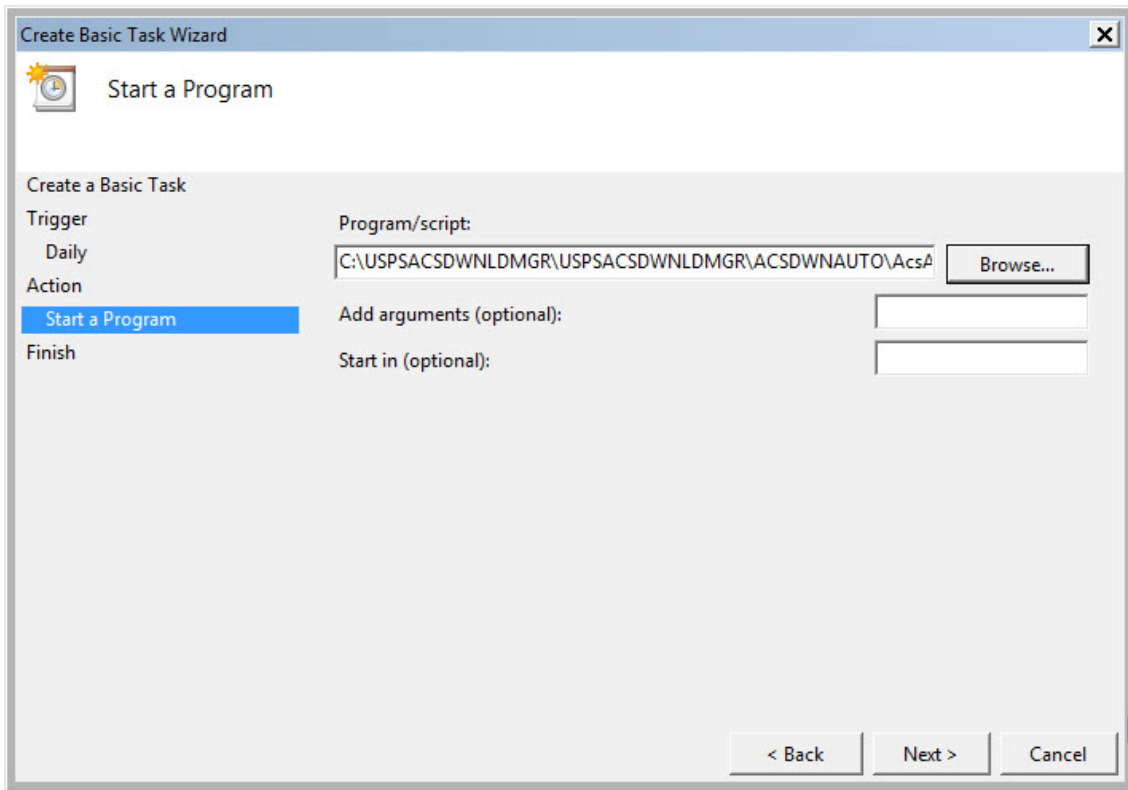 Create Basic Task Wizard
Start a Program
Create a Basic Task
Trigger
Daily
Action
Start a Program
Finish
Program/script:
C:\USPSACSDWNLDMGR\USPSACSDWNLDMGR\ACSDWNAUTO\AcsA
Browse...
Add arguments (optional):
Start in (optional):
< Back
Next >
Cancel